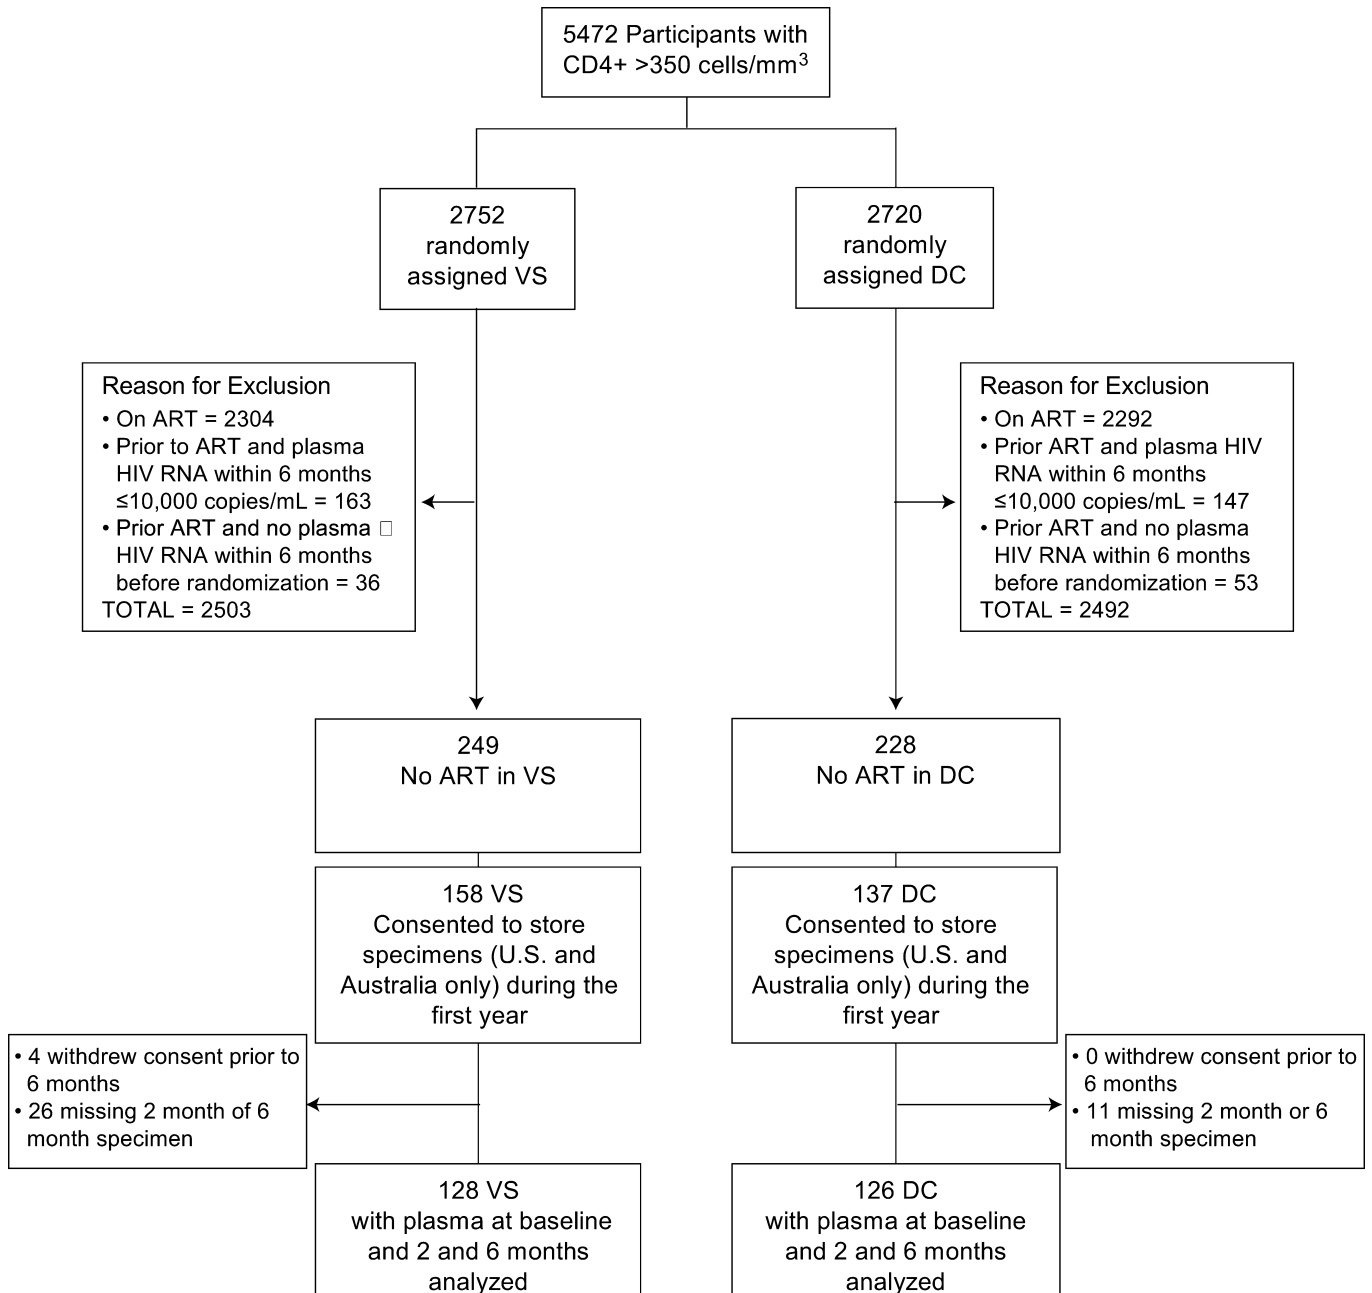 5472 Participants with
CD4+ >350 cells/mm³
2752
randomly
assigned VS
2720
randomly
assigned DC
Reason for Exclusion
• On ART = 2304
• Prior to ART and plasma
HIV RNA within 6 months
≤10,000 copies/mL = 163
• Prior ART and no plasma □
HIV RNA within 6 months
before randomization = 36
TOTAL = 2503
Reason for Exclusion
• On ART = 2292
• Prior ART and plasma HIV
RNA within 6 months
≤10,000 copies/mL = 147
• Prior ART and no plasma
HIV RNA within 6 months
before randomization = 53
TOTAL = 2492
249
No ART in VS
228
No ART in DC
158 VS
Consented to store
specimens (U.S. and
Australia only) during the
first year
137 DC
Consented to store
specimens (U.S. and
Australia only) during the
first year
• 4 withdrew consent prior to
6 months
• 26 missing 2 month of 6
month specimen
• 0 withdrew consent prior to
6 months
• 11 missing 2 month or 6
month specimen
128 VS
with plasma at baseline
and 2 and 6 months
analyzed
126 DC
with plasma at baseline
and 2 and 6 months
analyzed